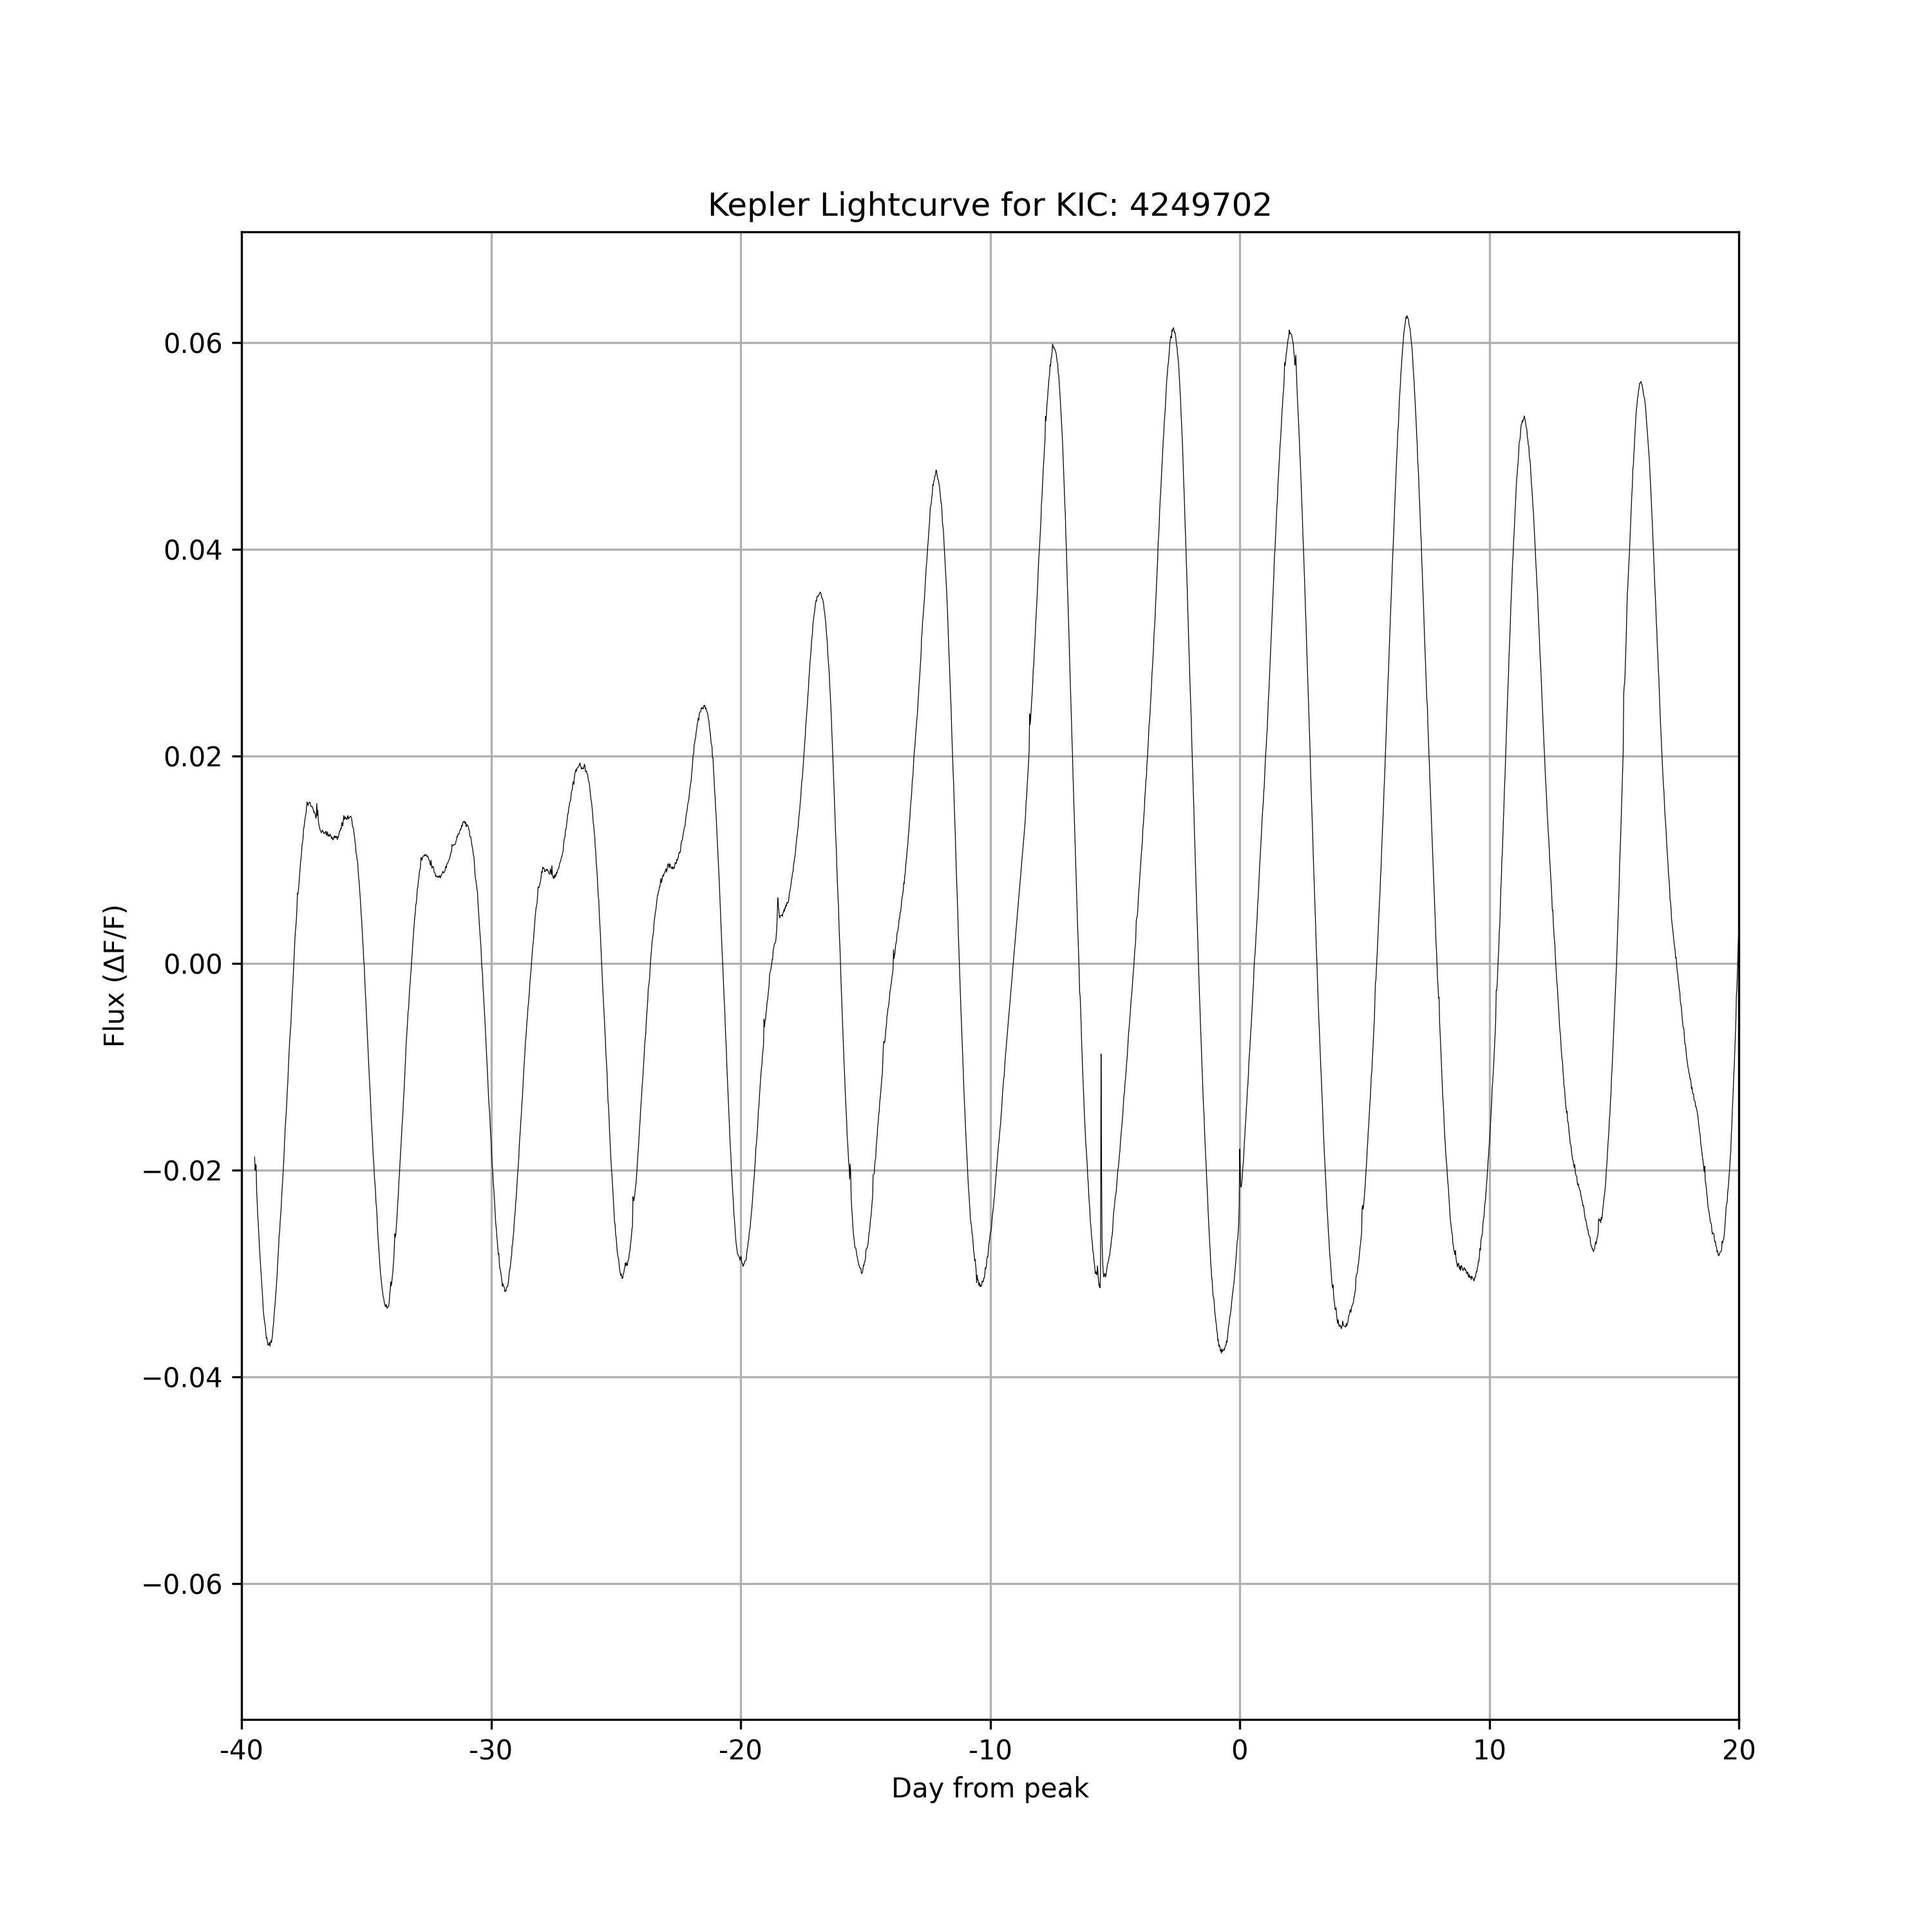 Kepler Lightcurve for KIC: 4249702
Flux (ΔF/F)
0.06
0.04
0.02
0.00
−0.02
−0.04
−0.06
-40 -30 -20 -10 0 10 20
Day from peak